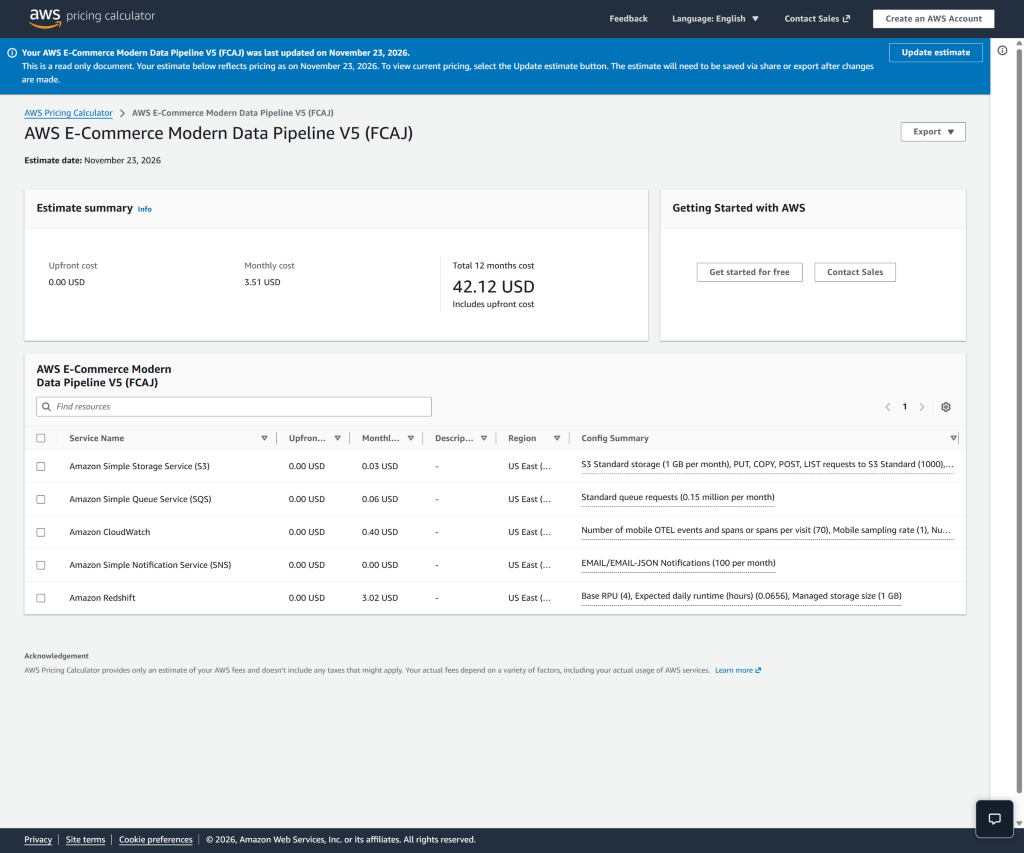 aws pricing calculator
Feedback
Language: English
Contact Sales
Create an AWS Account
Your AWS E-Commerce Modern Data Pipeline V5 (FCAJ) was last updated on November 23, 2026.
This is a read only document. Your estimate below reflects pricing as on November 23, 2026. To view current pricing, select the Update estimate button. The estimate will need to be saved via share or export after changes
are made.
Update estimate
AWS Pricing Calculator
AWS E-Commerce Modern Data Pipeline V5 (FCAJ)
AWS E-Commerce Modern Data Pipeline V5 (FCAJ)
Export
Estimate date: November 23, 2026
Estimate summary Info
Upfront cost
0.00 USD
Monthly cost
3.51 USD
Total 12 months cost
42.12 USD
Includes upfront cost
Getting Started with AWS
Get started for free
Contact Sales
AWS E-Commerce Modern
Data Pipeline V5 (FCAJ)
Find resources
1
Service Name Upfron... Monthl... Descrip... Region Config Summary
Amazon Simple Storage Service (S3) 0.00 USD 0.03 USD - US East (... S3 Standard storage (1 GB per month), PUT, COPY, POST, LIST requests to S3 Standard (1000),...
Amazon Simple Queue Service (SQS) 0.00 USD 0.06 USD - US East (... Standard queue requests (0.15 million per month)
Amazon CloudWatch 0.00 USD 0.40 USD - US East (... Number of mobile OTEL events and spans or spans per visit (70), Mobile sampling rate (1), Nu...
Amazon Simple Notification Service (SNS) 0.00 USD 0.00 USD - US East (... EMAIL/EMAIL-JSON Notifications (100 per month)
Amazon Redshift 0.00 USD 3.02 USD - US East (... Base RPU (4), Expected daily runtime (hours) (0.0656), Managed storage size (1 GB)
Acknowledgement
AWS Pricing Calculator provides only an estimate of your AWS fees and doesn't include any taxes that might apply. Your actual fees depend on a variety of factors, including your actual usage of AWS services. Learn more
Privacy
Site terms
Cookie preferences
© 2026, Amazon Web Services, Inc. or its affiliates. All rights reserved.